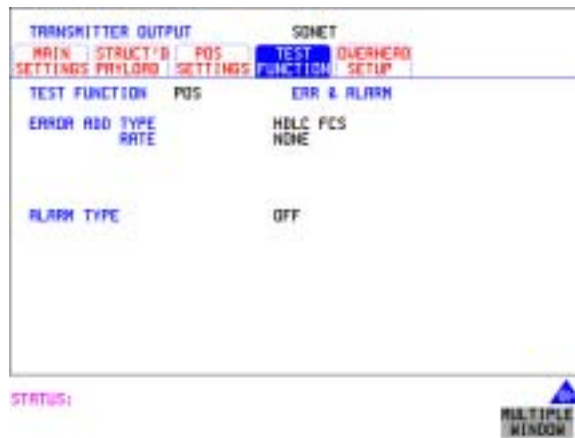 TRANSMITTER OUTPUT SONET
MAIN SETTINGS STRUCT'D PAYLOAD POS SETTINGS TEST FUNCTION OVERHEAD SETUP
TEST FUNCTION POS ERR & ALARM
ERROR ADD TYPE HDLC FCS
RATE NONE
ALARM TYPE OFF
STATUS:
MULTIPLE
WINDOW